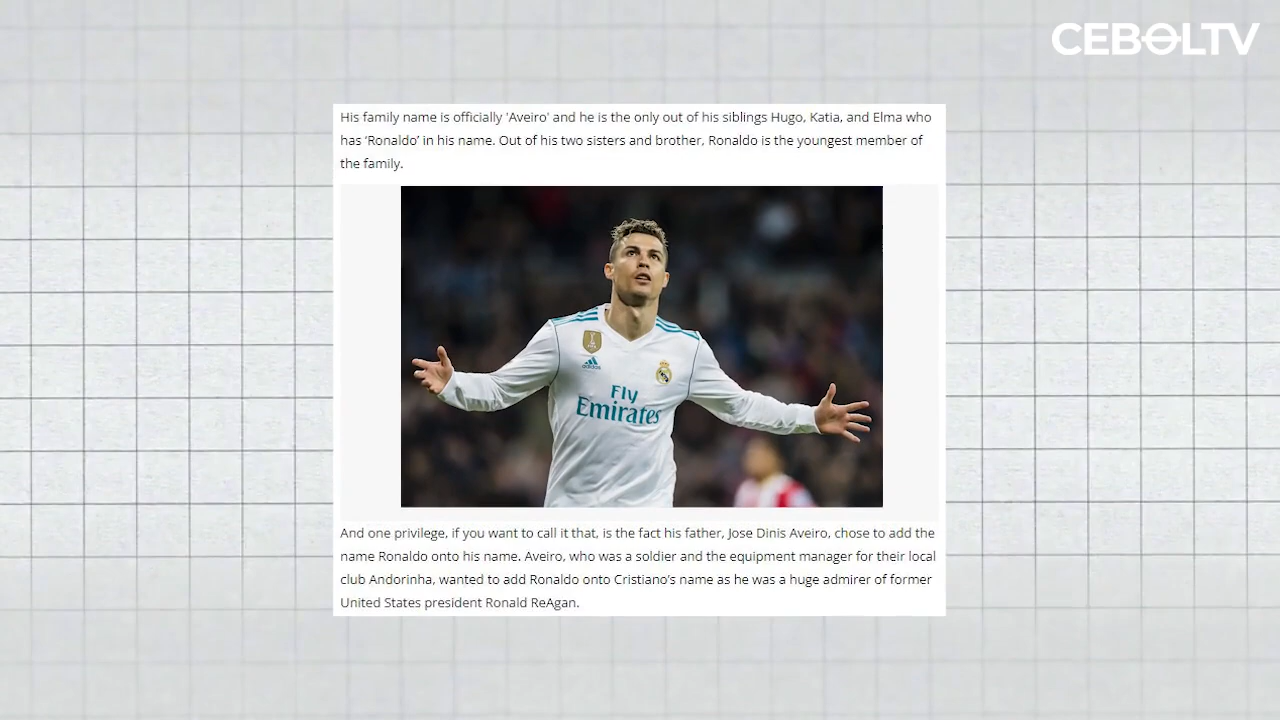 CEBOLTV
His family name is officially 'Aveiro' and he is the only out of his siblings Hugo, Katia, and Elma who
has ‘Ronaldo’ in his name. Out of his two sisters and brother, Ronaldo is the youngest member of
the family.
adidas
Fly
Emirates
And one privilege, if you want to call it that, is the fact his father, Jose Dinis Aveiro, chose to add the
name Ronaldo onto his name. Aveiro, who was a soldier and the equipment manager for their local
club Andorinha, wanted to add Ronaldo onto Cristiano’s name as he was a huge admirer of former
United States president Ronald ReAgan.